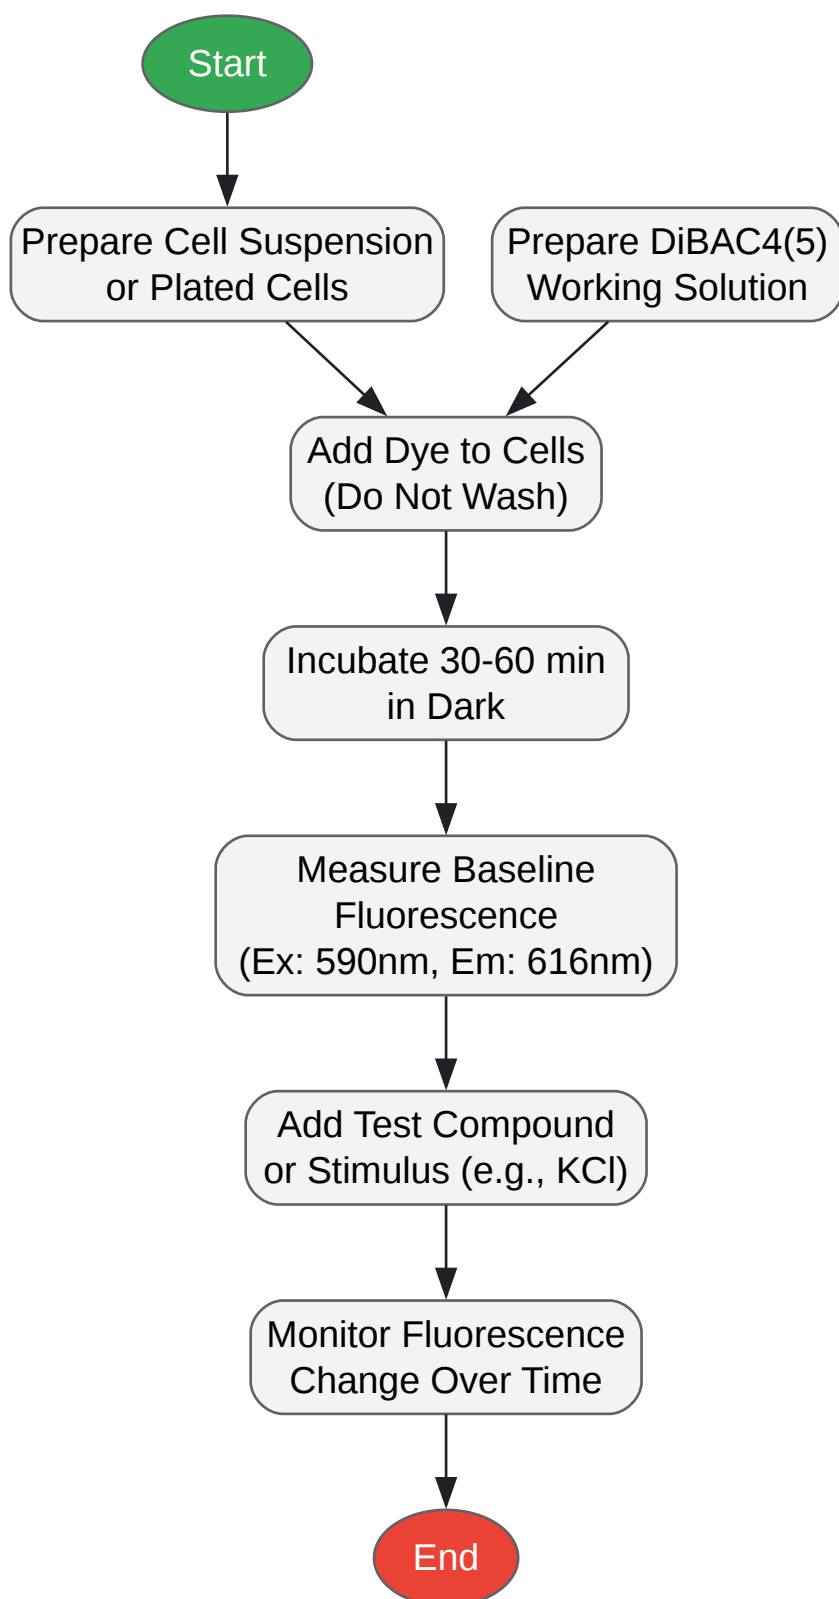 Start
Prepare Cell Suspension
or Plated Cells
Prepare DiBAC4(5)
Working Solution
Add Dye to Cells
(Do Not Wash)
Incubate 30-60 min
in Dark
Measure Baseline
Fluorescence
(Ex: 590nm, Em: 616nm)
Add Test Compound
or Stimulus (e.g., KCl)
Monitor Fluorescence
Change Over Time
End